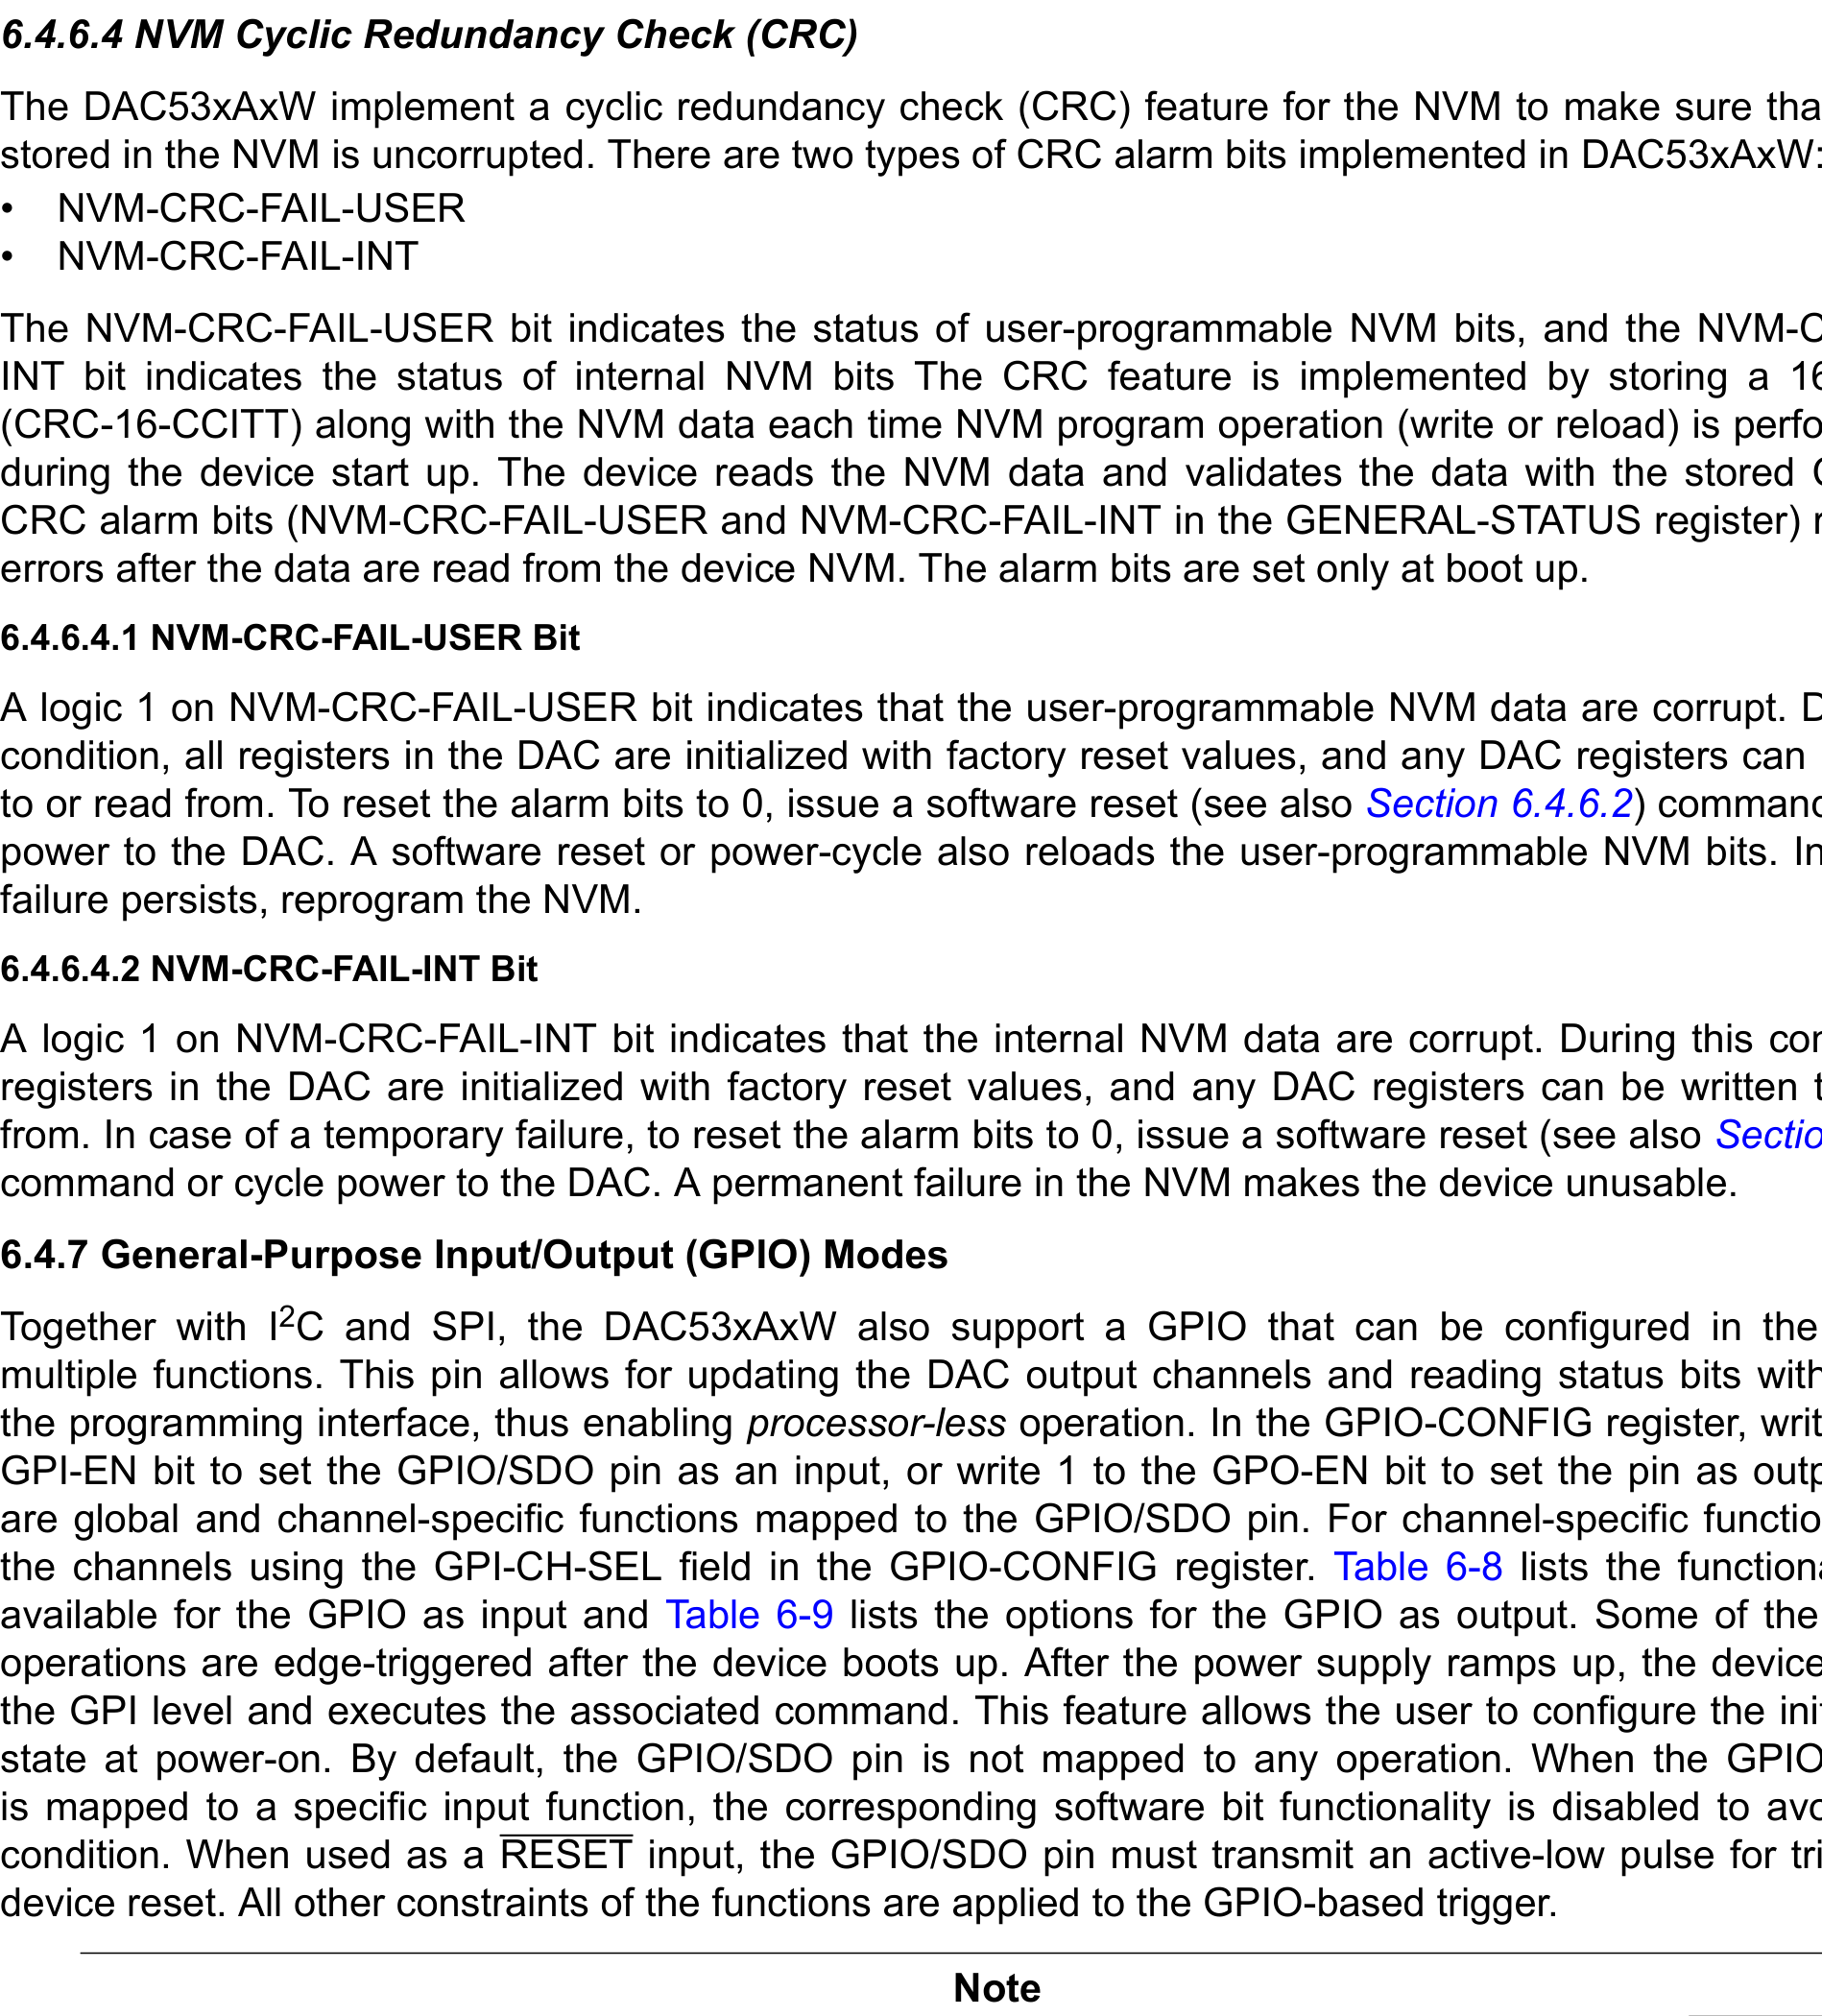 6.4.6.4 NVM Cyclic Redundancy Check (CRC)
The DAC53xAxW implement a cyclic redundancy check (CRC) feature for the NVM to make sure
stored in the NVM is uncorrupted. There are two types of CRC alarm bits implemented in DAC53xAxW:
• NVM-CRC-FAIL-USER
• NVM-CRC-FAIL-INT
The NVM-CRC-FAIL-USER bit indicates the status of user-programmable NVM bits, and the
INT bit indicates the status of internal NVM bits The CRC feature is implemented by storing a
(CRC-16-CCITT) along with the NVM data each time NVM program operation (write or reload) is
during the device start up. The device reads the NVM data and validates the data with the stored
CRC alarm bits (NVM-CRC-FAIL-USER and NVM-CRC-FAIL-INT in the GENERAL-STATUS register)
errors after the data are read from the device NVM. The alarm bits are set only at boot up.
6.4.6.4.1 NVM-CRC-FAIL-USER Bit
A logic 1 on NVM-CRC-FAIL-USER bit indicates that the user-programmable NVM data are corrupt.
condition, all registers in the DAC are initialized with factory reset values, and any DAC registers can
to or read from. To reset the alarm bits to 0, issue a software reset (see also Section 6.4.6.2) command
power to the DAC. A software reset or power-cycle also reloads the user-programmable NVM bits. In
failure persists, reprogram the NVM.
6.4.6.4.2 NVM-CRC-FAIL-INT Bit
A logic 1 on NVM-CRC-FAIL-INT bit indicates that the internal NVM data are corrupt. During this
registers in the DAC are initialized with factory reset values, and any DAC registers can be written
from. In case of a temporary failure, to reset the alarm bits to 0, issue a software reset (see also
command or cycle power to the DAC. A permanent failure in the NVM makes the device unusable.
6.4.7 General-Purpose Input/Output (GPIO) Modes
Together with I²C and SPI, the DAC53xAxW also support a GPIO that can be configured in the
multiple functions. This pin allows for updating the DAC output channels and reading status bits
the programming interface, thus enabling processor-less operation. In the GPIO-CONFIG register,
GPI-EN bit to set the GPIO/SDO pin as an input, or write 1 to the GPO-EN bit to set the pin as
are global and channel-specific functions mapped to the GPIO/SDO pin. For channel-specific
the channels using the GPI-CH-SEL field in the GPIO-CONFIG register. Table 6-8 lists the
available for the GPIO as input and Table 6-9 lists the options for the GPIO as output. Some of the
operations are edge-triggered after the device boots up. After the power supply ramps up, the device
the GPI level and executes the associated command. This feature allows the user to configure the
state at power-on. By default, the GPIO/SDO pin is not mapped to any operation. When the
is mapped to a specific input function, the corresponding software bit functionality is disabled to
condition. When used as a RESET input, the GPIO/SDO pin must transmit an active-low pulse for
device reset. All other constraints of the functions are applied to the GPIO-based trigger.
Note